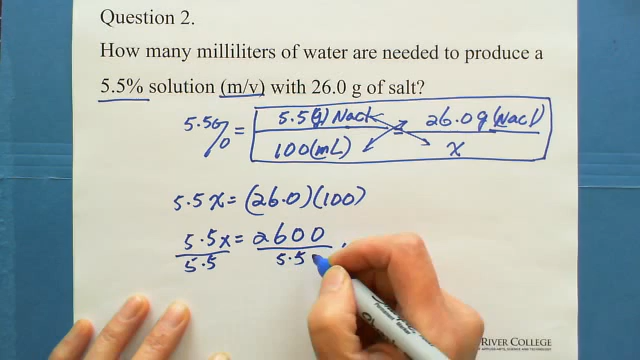 Question 2.
How many milliliters of water are needed to produce a
5.5% solution (m/v) with 26.0 g of salt?
5.5% = 5.5(g) NaCl = 26.0g (NaCl)
100(mL) x
5.5x = (26.0)(100)
5.5x = 2600
5.5 5.5
RIVER COLLEGE